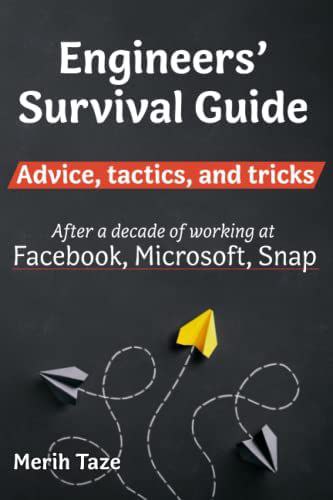 Engineers'
Survival Guide
Advice, tactics, and tricks
After a decade of working at
Facebook, Microsoft, Snap
Merih Taze